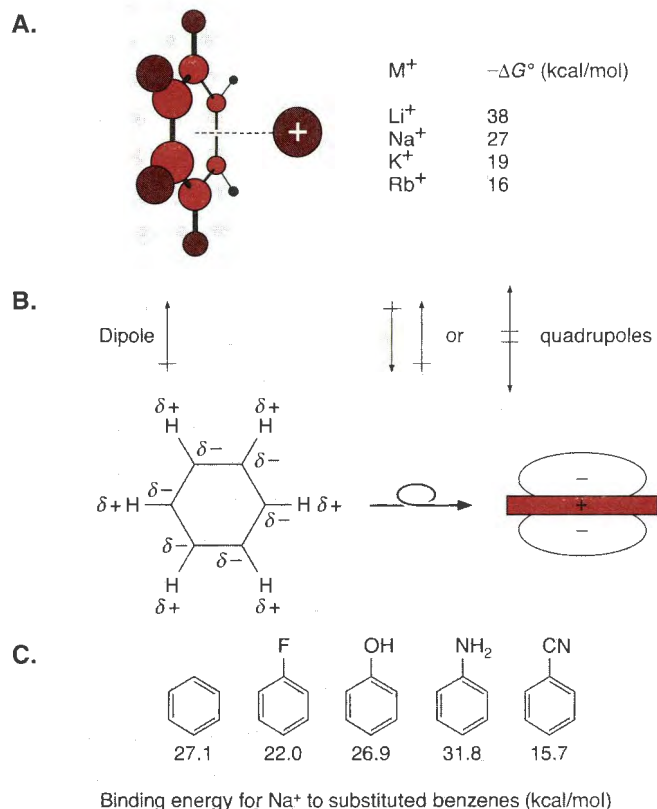 A.
M⁺ −ΔG° (kcal/mol)
Li⁺ 38
Na⁺ 27
K⁺ 19
Rb⁺ 16
+
B.
Dipole or quadrupoles
δ+ δ+
H H
δ− δ−
δ+ H δ− H δ+
δ−
δ− δ−
H H
δ+ δ+
−
+
−
C.
F OH NH₂ CN
27.1 22.0 26.9 31.8 15.7
Binding energy for Na⁺ to substituted benzenes (kcal/mol)